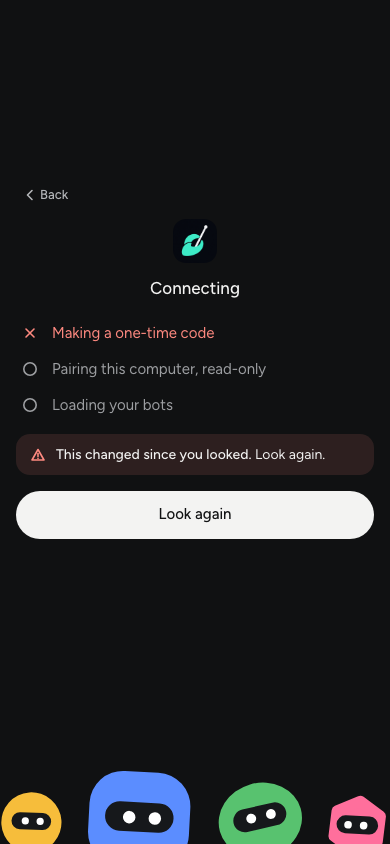 Back
Connecting
Making a one-time code
Pairing this computer, read-only
Loading your bots
This changed since you looked. Look again.
Look again